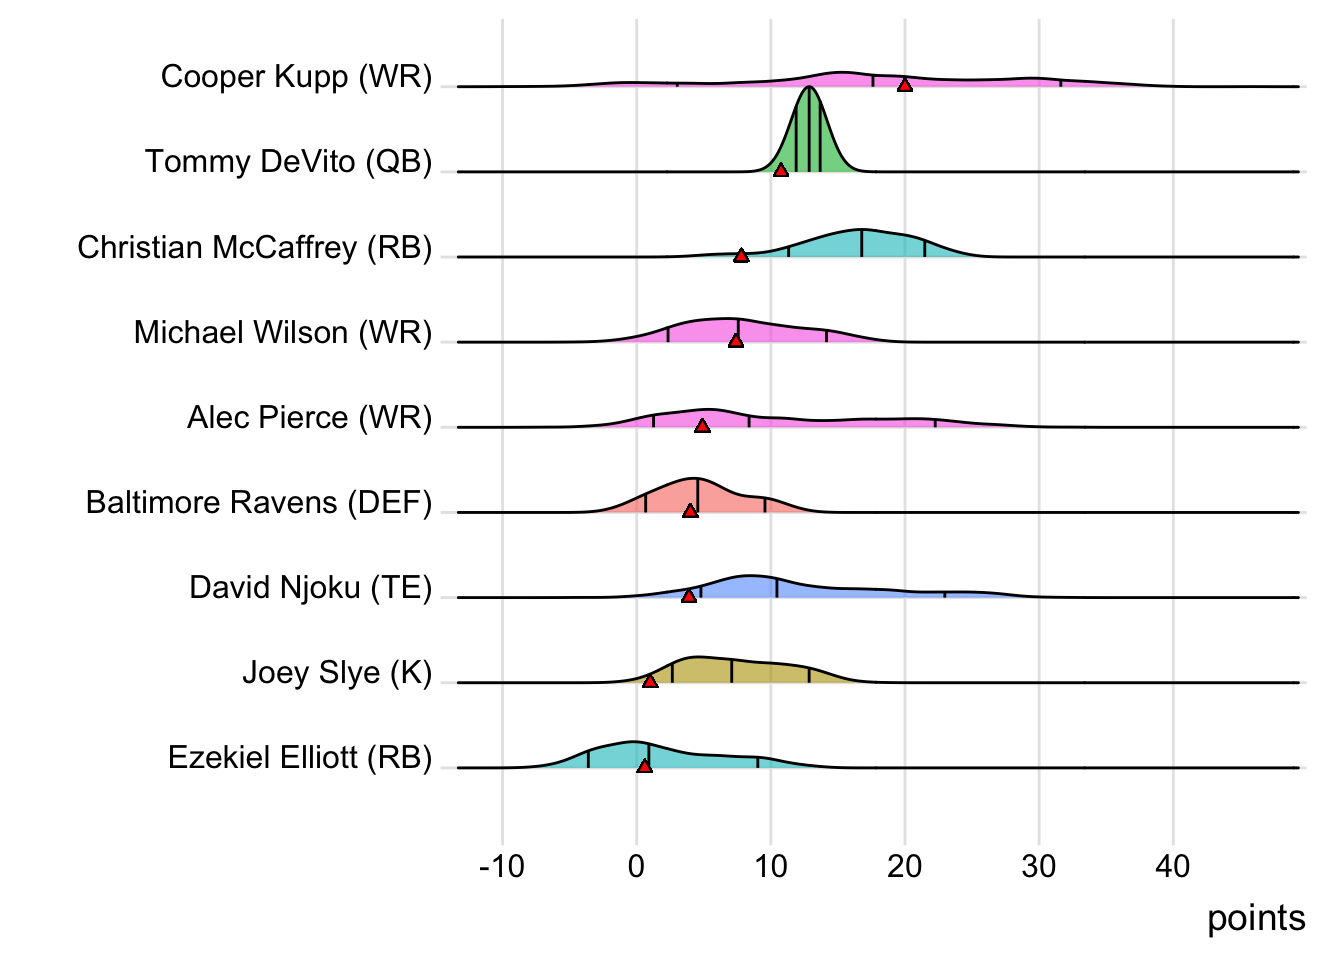 Cooper Kupp (WR)
Tommy DeVito (QB)
Christian McCaffrey (RB)
Michael Wilson (WR)
Alec Pierce (WR)
Baltimore Ravens (DEF)
David Njoku (TE)
Joey Slye (K)
Ezekiel Elliott (RB)
-10 0 10 20 30 40
points